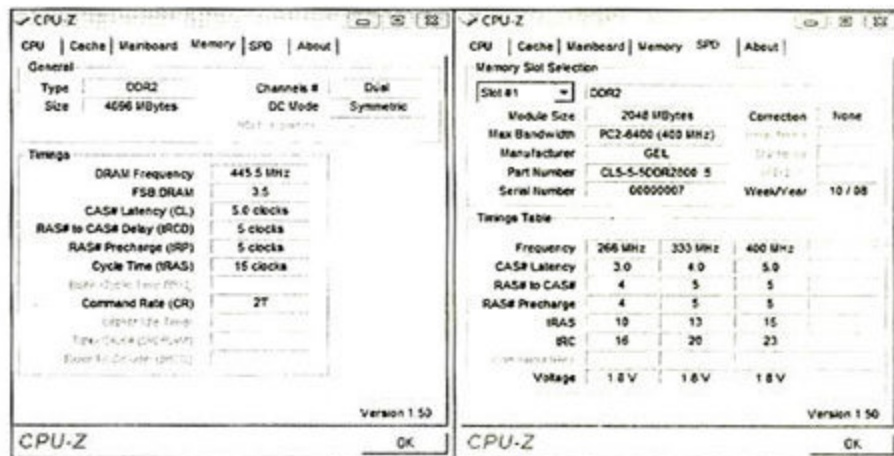 CPU-Z
CPU Cache Mainboard Memory SPD About
General
Type DDR2 Channels # Dual
Size 4096 MBytes DC Mode Symmetric
Timings
DRAM Frequency 445.5 MHz
FSB:DRAM 3:5
CAS# Latency (CL) 5.0 clocks
RAS# to CAS# Delay (tRCD) 5 clocks
RAS# Precharge (tRP) 5 clocks
Cycle Time (tRAS) 15 clocks
Command Rate (CR) 2T
Version 1.50
CPU-Z OK
CPU-Z
CPU Cache Mainboard Memory SPD About
Memory Slot Selection
Slot #1 DDR2
Module Size 2048 MBytes Correction None
Max Bandwidth PC2-6400 (400 MHz)
Manufacturer GEIL
Part Number CL5-5-5DDR2800 5
Serial Number 00000007 Week/Year 10 / 08
Timings Table
Frequency 266 MHz 333 MHz 400 MHz
CAS# Latency 3.0 4.0 5.0
RAS# to CAS# 4 5 5
RAS# Precharge 4 5 5
tRAS 10 13 15
tRC 16 20 23
Voltage 1.8 V 1.8 V 1.8 V
Version 1.50
CPU-Z OK